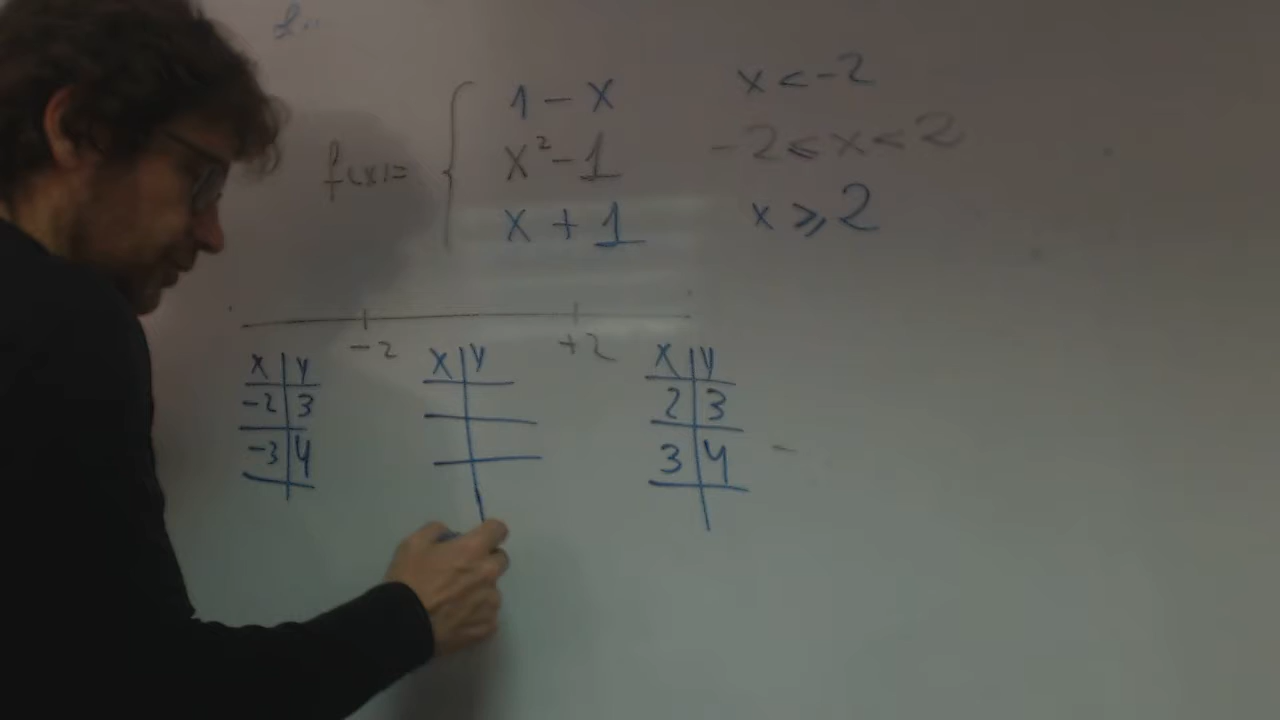 f(x)= { 1 - x x < -2
x² - 1 -2 ≤ x < 2
x + 1 x ≥ 2
-2 +2
x y x y x y
-2 3 2 3
-3 4 3 4